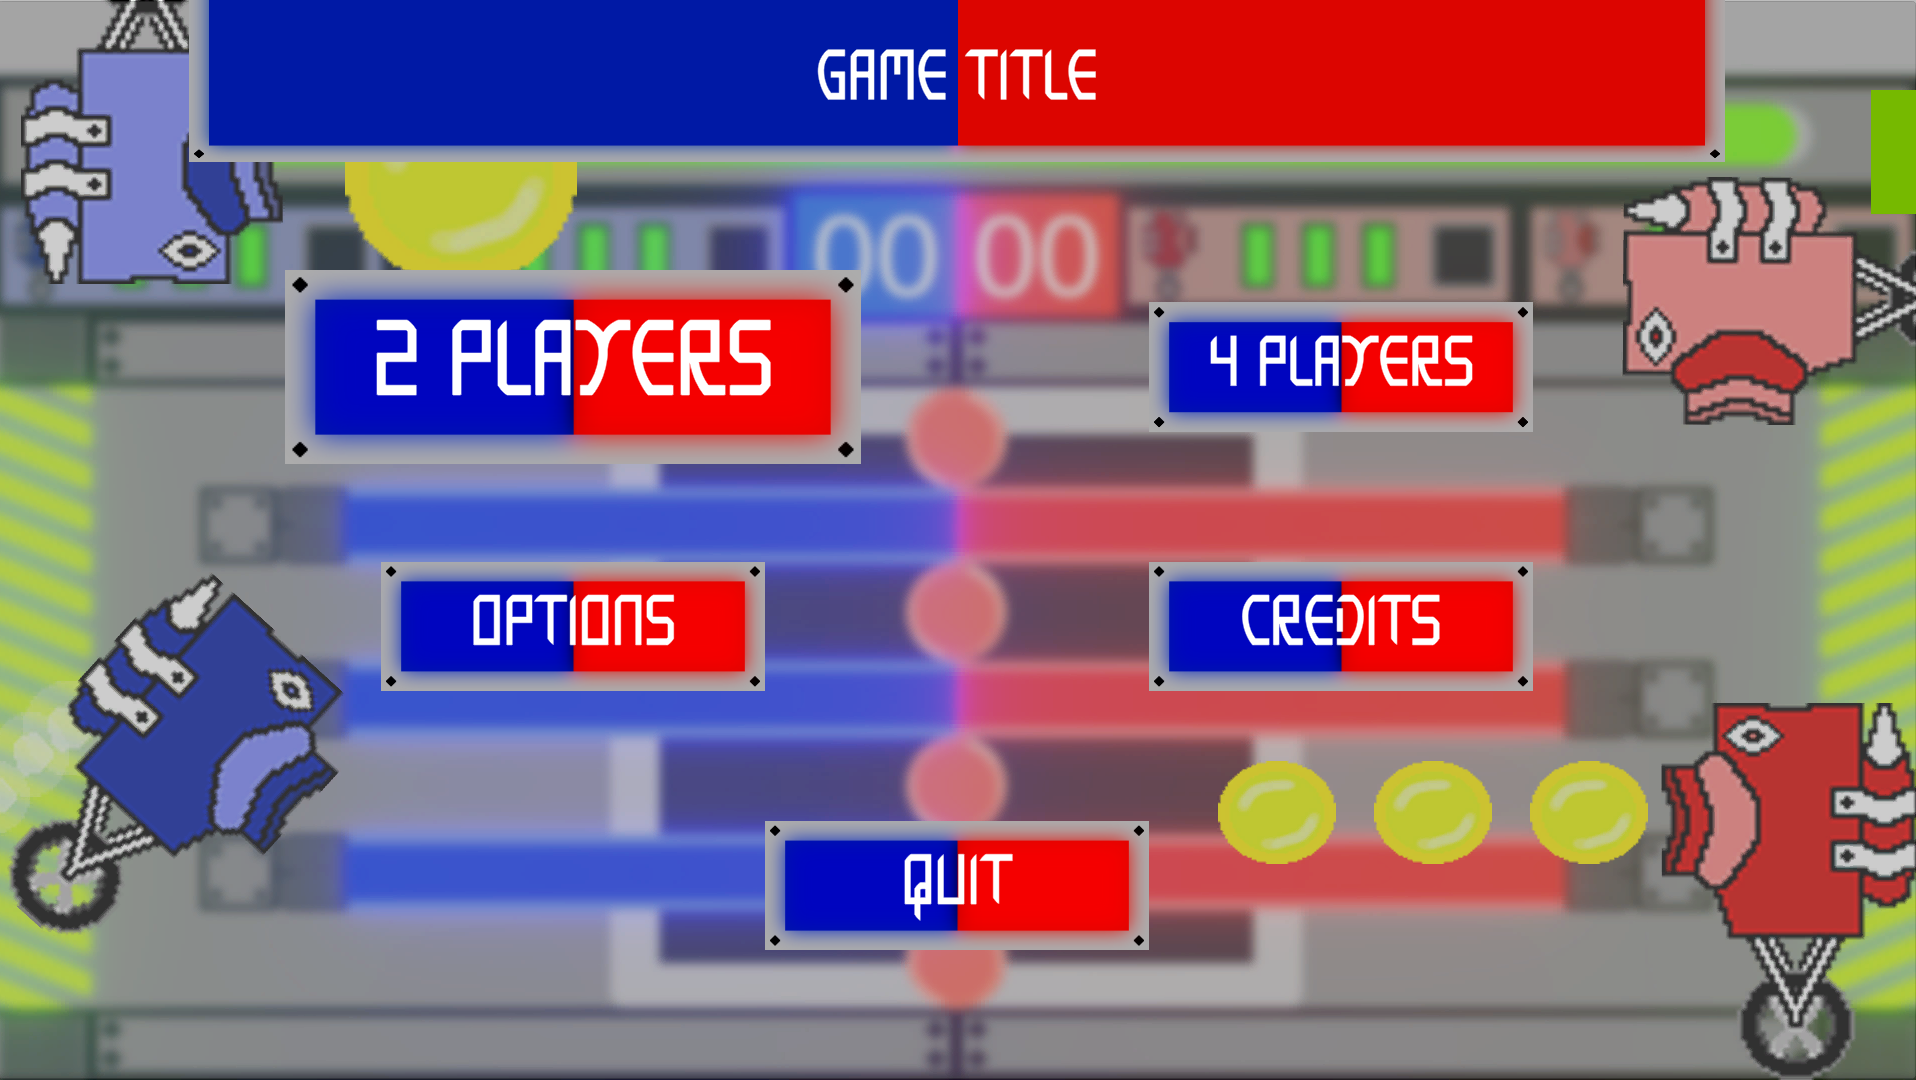 GAME TITLE
00 00
2 PLAYERS
4 PLAYERS
OPTIONS
CREDITS
QUIT